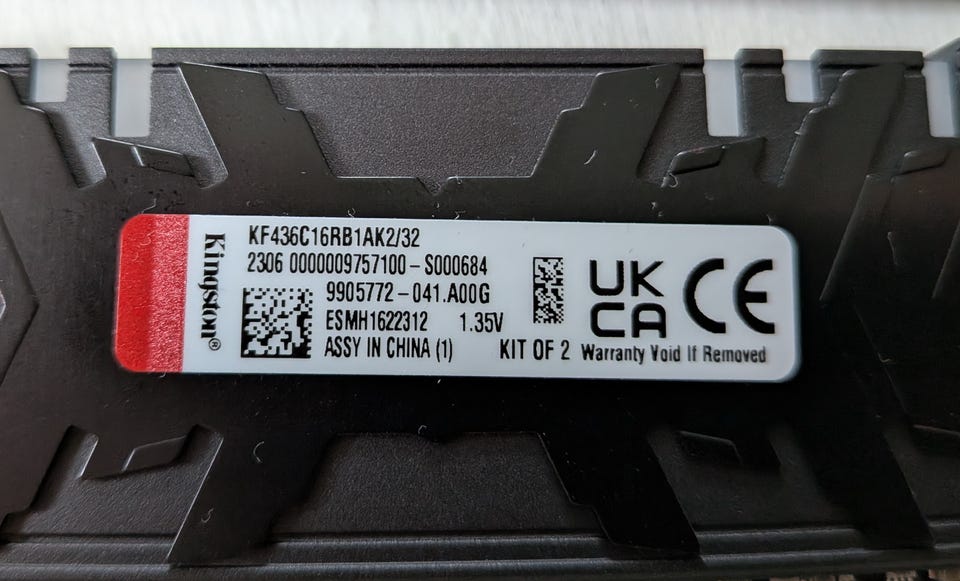 Kingston®
KF436C16RB1AK2/32
2306 0000009757100-S000684
9905772-041.A00G
ESMH1622312 1.35V
ASSY IN CHINA (1)
KIT OF 2
UK
CA
CE
Warranty Void If Removed